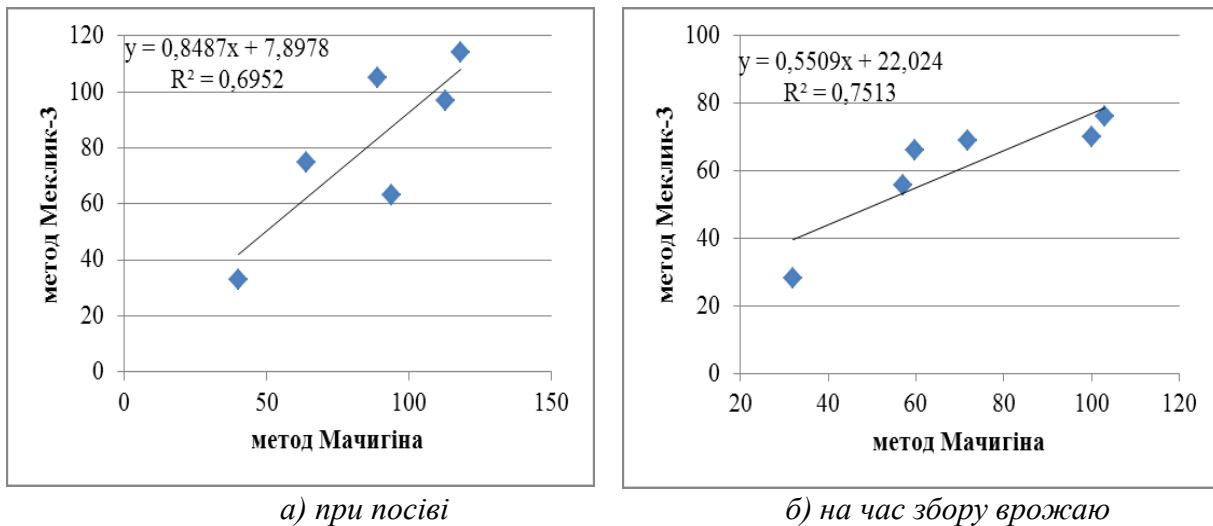 y = 0,8487x + 7,8978
R² = 0,6952
120
100
80
60
40
20
0
0 50 100 150
метод Меклик-3
метод Мачигіна
а) при посіві
y = 0,5509x + 22,024
R² = 0,7513
100
80
60
40
20
0
20 40 60 80 100 120
метод Меклик-3
метод Мачигіна
б) на час збору врожаю